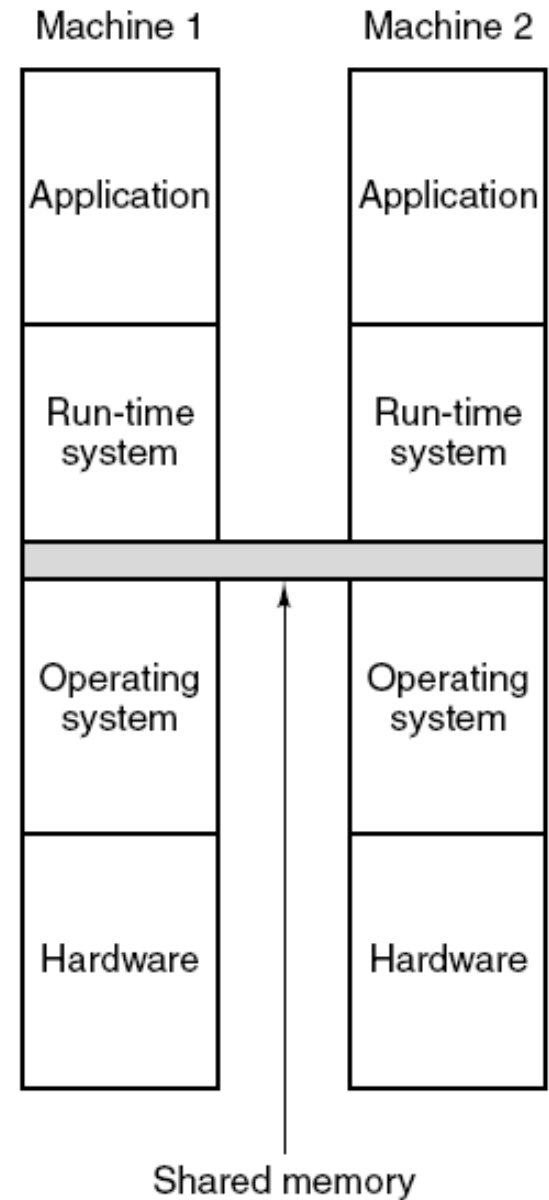 Machine 1
Machine 2
Application
Application
Run-time
system
Run-time
system
Operating
system
Operating
system
Hardware
Hardware
Shared memory